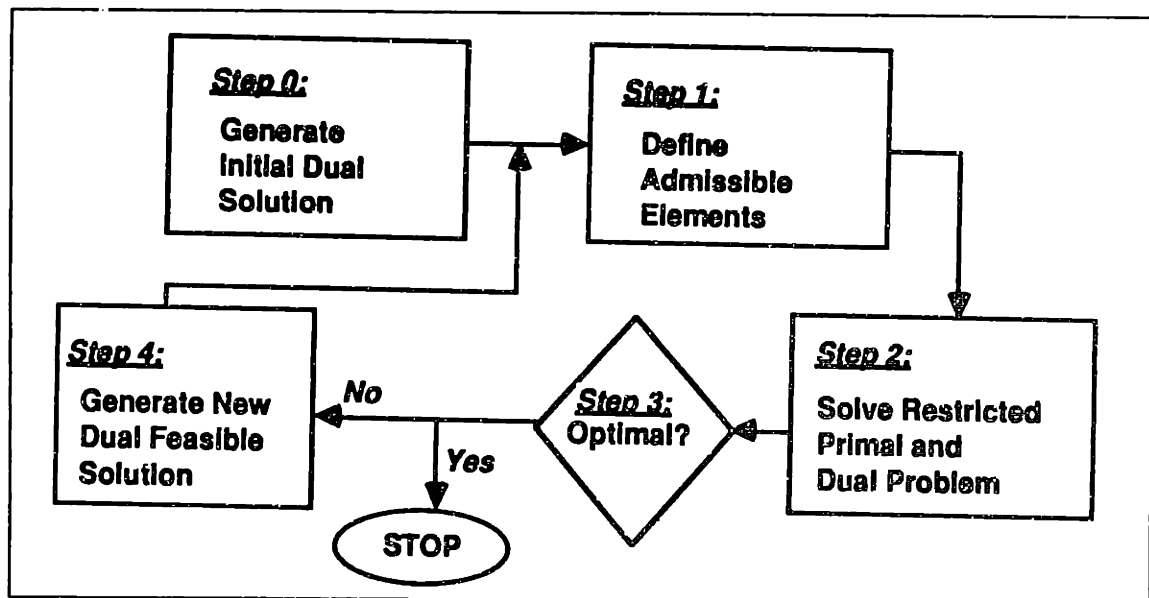 Step 0:
Generate
Initial Dual
Solution
Step 1:
Define
Admissible
Elements
Step 2:
Solve Restricted
Primal and
Dual Problem
Step 3:
Optimal?
No
Yes
STOP
Step 4:
Generate New
Dual Feasible
Solution